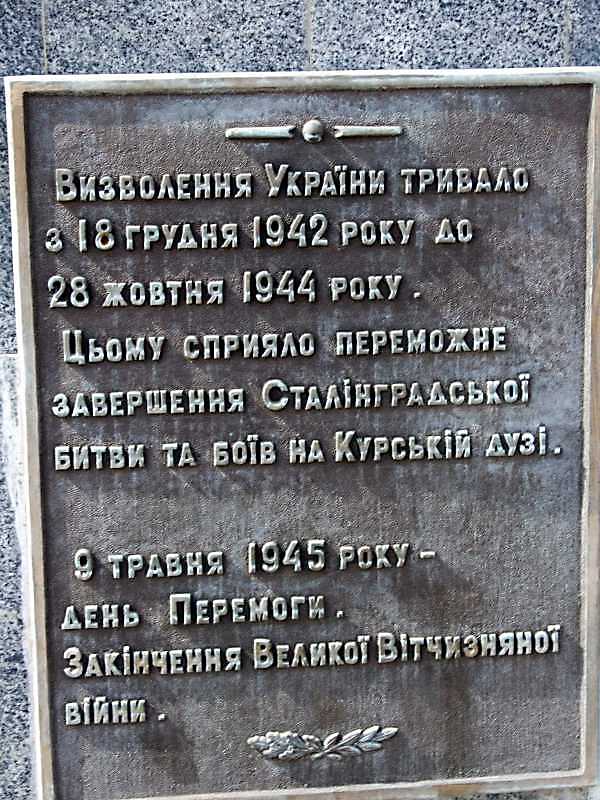 Визволення України тривало
з 18 грудня 1942 року до
28 жовтня 1944 року.
Цьому сприяло переможне
завершення Сталінградської
битви та боїв на Курській дузі.
9 травня 1945 року –
день Перемоги.
Закінчення Великої Вітчизняної
війни.